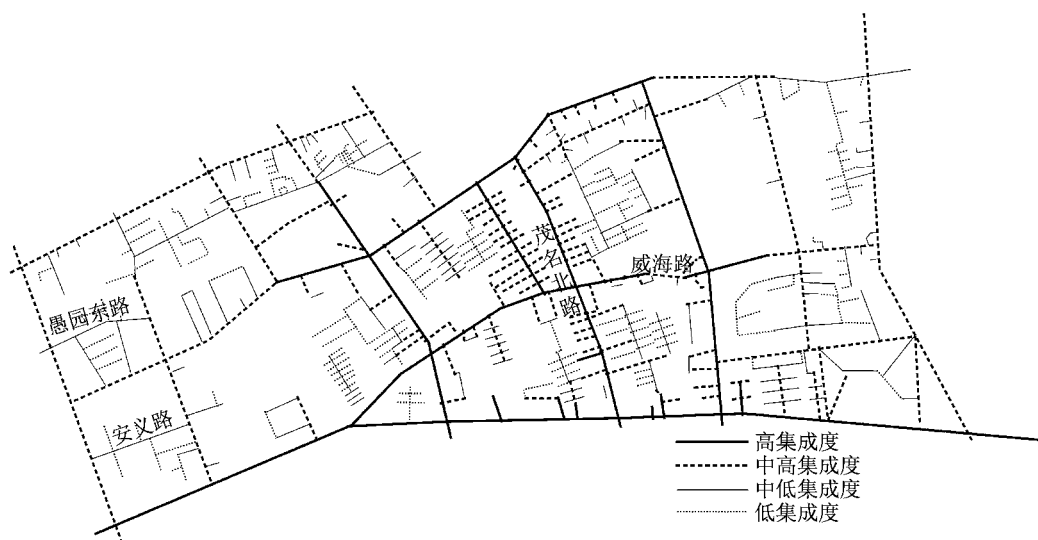 茂名北路
威海路
愚园东路
安义路
高集成度
中高集成度
中低集成度
低集成度